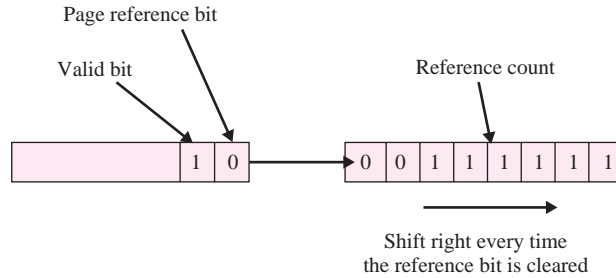 Page reference bit
Valid bit
Reference count
1 0 0 0 1 1 1 1 1 1
Shift right every time
the reference bit is cleared